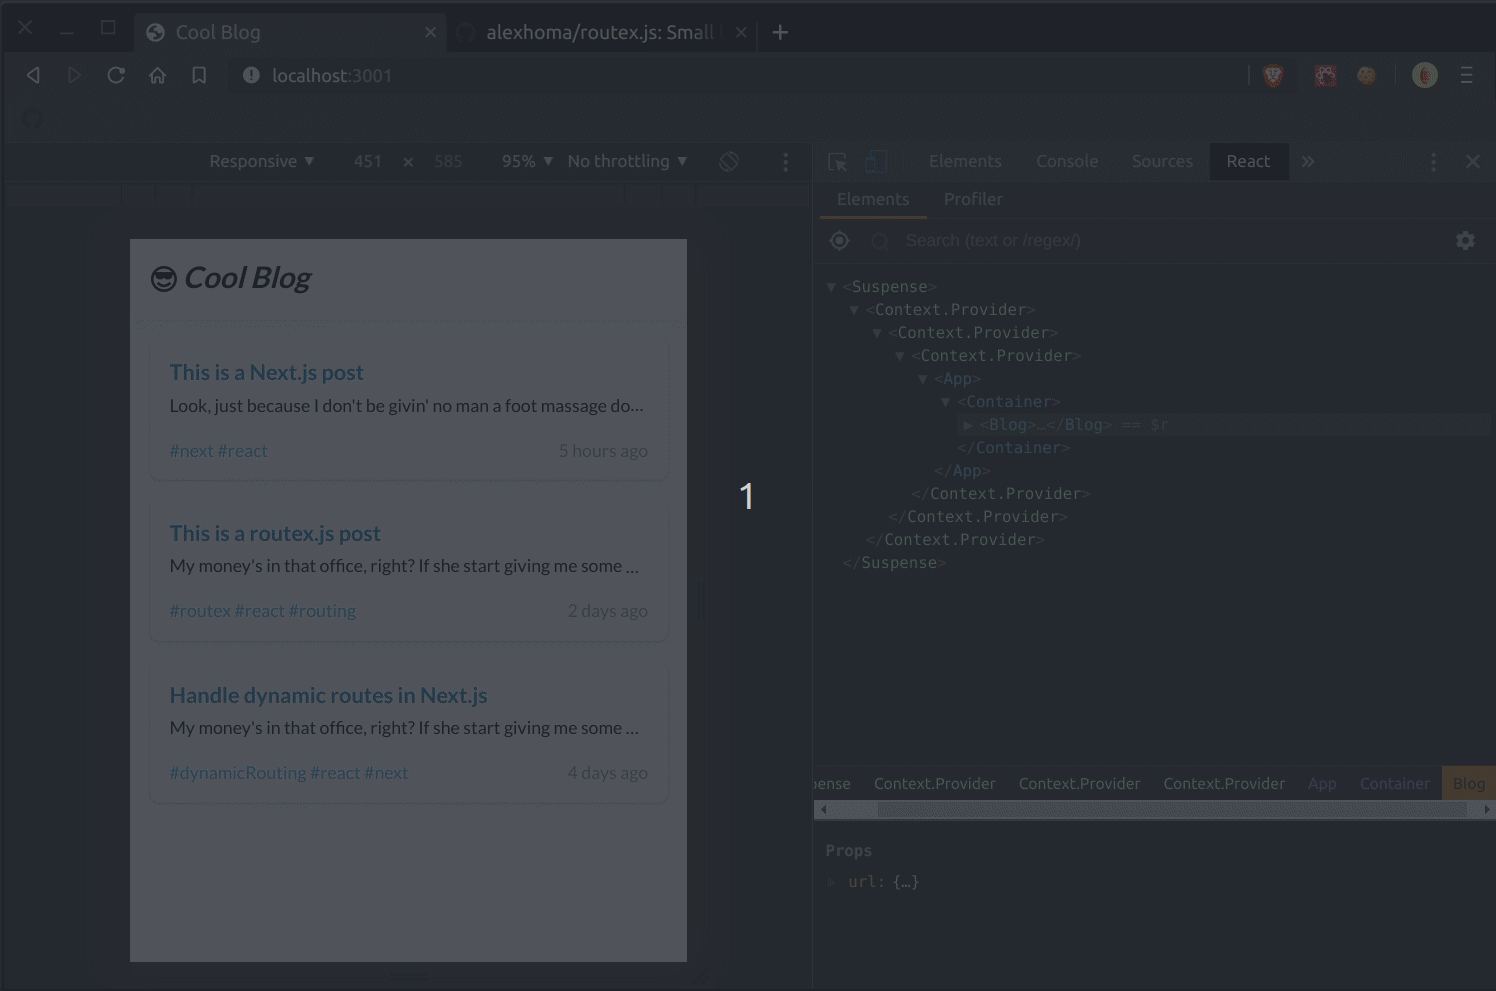 Cool Blog
alexhoma/routex.js: Small
localhost:3001
Responsive ▼ 451 × 585 95% ▼ No throttling ▼
Elements Console Sources React »
Elements Profiler
Search (text or /regex/)
😎 Cool Blog
This is a Next.js post
Look, just because I don't be givin' no man a foot massage do...
#next #react 5 hours ago
This is a routex.js post
My money's in that office, right? If she start giving me some ...
#routex #react #routing 2 days ago
Handle dynamic routes in Next.js
My money's in that office, right? If she start giving me some ...
#dynamicRouting #react #next 4 days ago
1
▼ <Suspense>
▼ <Context.Provider>
▼ <Context.Provider>
▼ <Context.Provider>
▼ <App>
▼ <Container>
▶ <Blog>…</Blog> == $r
</Container>
</App>
</Context.Provider>
</Context.Provider>
</Context.Provider>
</Suspense>
pense Context.Provider Context.Provider Context.Provider App Container Blog
Props
url: {…}